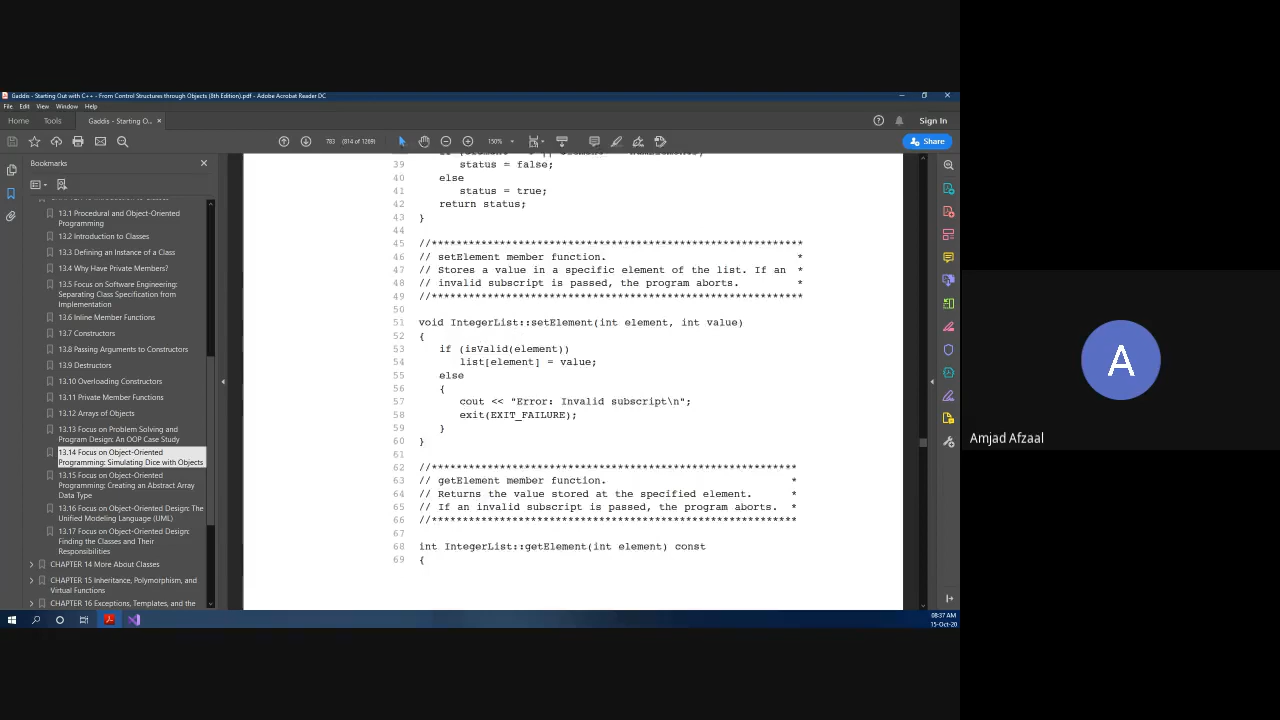 Gaddis - Starting Out with C++ - From Control Structures through Objects (8th Edition).pdf - Adobe Acrobat Reader DC
File Edit View Window Help
Home Tools Gaddis - Starting O... × Sign In
783 (814 of 1269) 150% Share
Bookmarks
13.1 Procedural and Object-Oriented
Programming
13.2 Introduction to Classes
13.3 Defining an Instance of a Class
13.4 Why Have Private Members?
13.5 Focus on Software Engineering:
Separating Class Specification from
Implementation
13.6 Inline Member Functions
13.7 Constructors
13.8 Passing Arguments to Constructors
13.9 Destructors
13.10 Overloading Constructors
13.11 Private Member Functions
13.12 Arrays of Objects
13.13 Focus on Problem Solving and
Program Design: An OOP Case Study
13.14 Focus on Object-Oriented
Programming: Simulating Dice with Objects
13.15 Focus on Object-Oriented
Programming: Creating an Abstract Array
Data Type
13.16 Focus on Object-Oriented Design: The
Unified Modeling Language (UML)
13.17 Focus on Object-Oriented Design:
Finding the Classes and Their
Responsibilities
CHAPTER 14 More About Classes
CHAPTER 15 Inheritance, Polymorphism, and
Virtual Functions
CHAPTER 16 Exceptions, Templates, and the
39 status = false;
40 else
41 status = true;
42 return status;
43 }
44
45 //***********************************************************
46 // setElement member function. *
47 // Stores a value in a specific element of the list. If an *
48 // invalid subscript is passed, the program aborts. *
49 //***********************************************************
50
51 void IntegerList::setElement(int element, int value)
52 {
53 if (isValid(element))
54 list[element] = value;
55 else
56 {
57 cout << "Error: Invalid subscript\n";
58 exit(EXIT_FAILURE);
59 }
60 }
61
62 //**********************************************************
63 // getElement member function. *
64 // Returns the value stored at the specified element. *
65 // If an invalid subscript is passed, the program aborts. *
66 //**********************************************************
67
68 int IntegerList::getElement(int element) const
69 {
08:37 AM
15-Oct-20
A
Amjad Afzaal